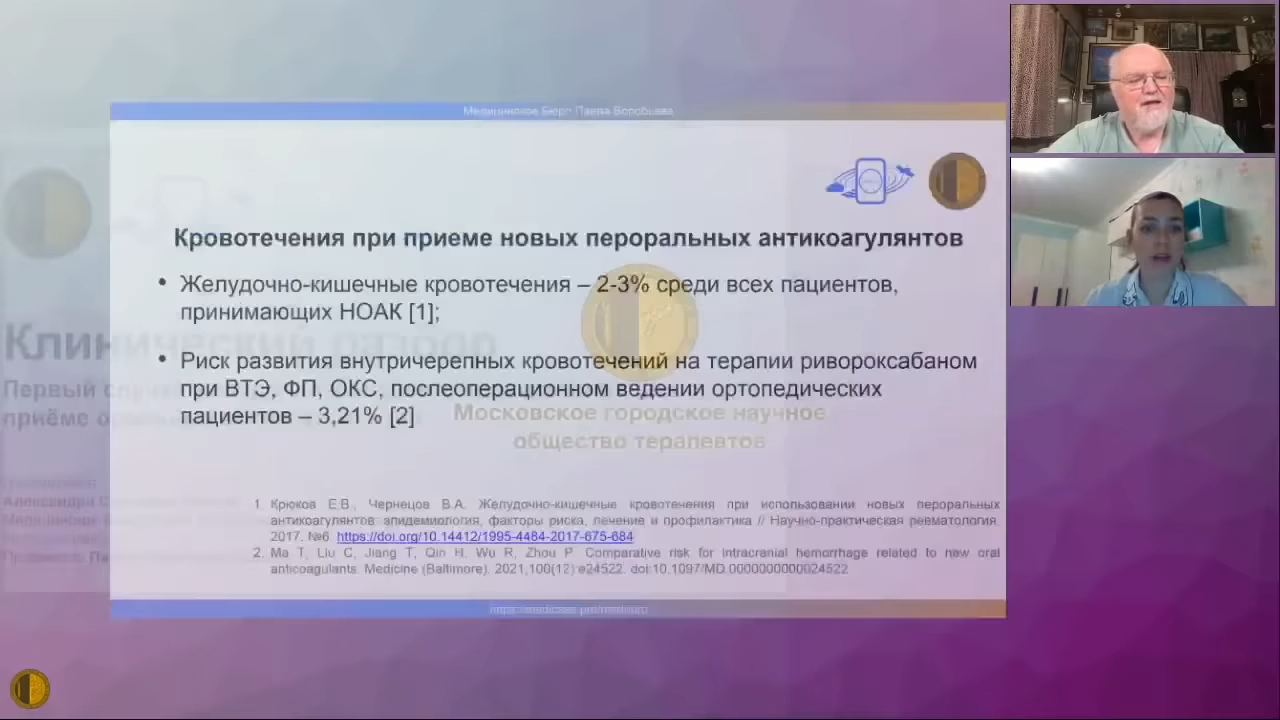 Медицинское Бюро Павла Воробьева
Кровотечения при приеме новых пероральных антикоагулянтов
• Желудочно-кишечные кровотечения – 2-3% среди всех пациентов,
принимающих НОАК [1];
• Риск развития внутричерепных кровотечений на терапии ривороксабаном
при ВТЭ, ФП, ОКС, послеоперационном ведении ортопедических
пациентов – 3,21% [2]
Московское городское научное
общество терапевтов
Клинический разбор
Первый
приёме
1. Крюков Е.В., Чернецов В.А. Желудочно-кишечные кровотечения при использовании новых пероральных
антикоагулянтов: эпидемиология, факторы риска, лечение и профилактика // Научно-практическая ревматология.
2017. №6. https://doi.org/10.14412/1995-4484-2017-675-684
2. Ma T, Liu C, Jiang T, Qin H, Wu R, Zhou P. Comparative risk for intracranial hemorrhage related to new oral
anticoagulants. Medicine (Baltimore). 2021;100(12):e24522. doi:10.1097/MD.0000000000024522